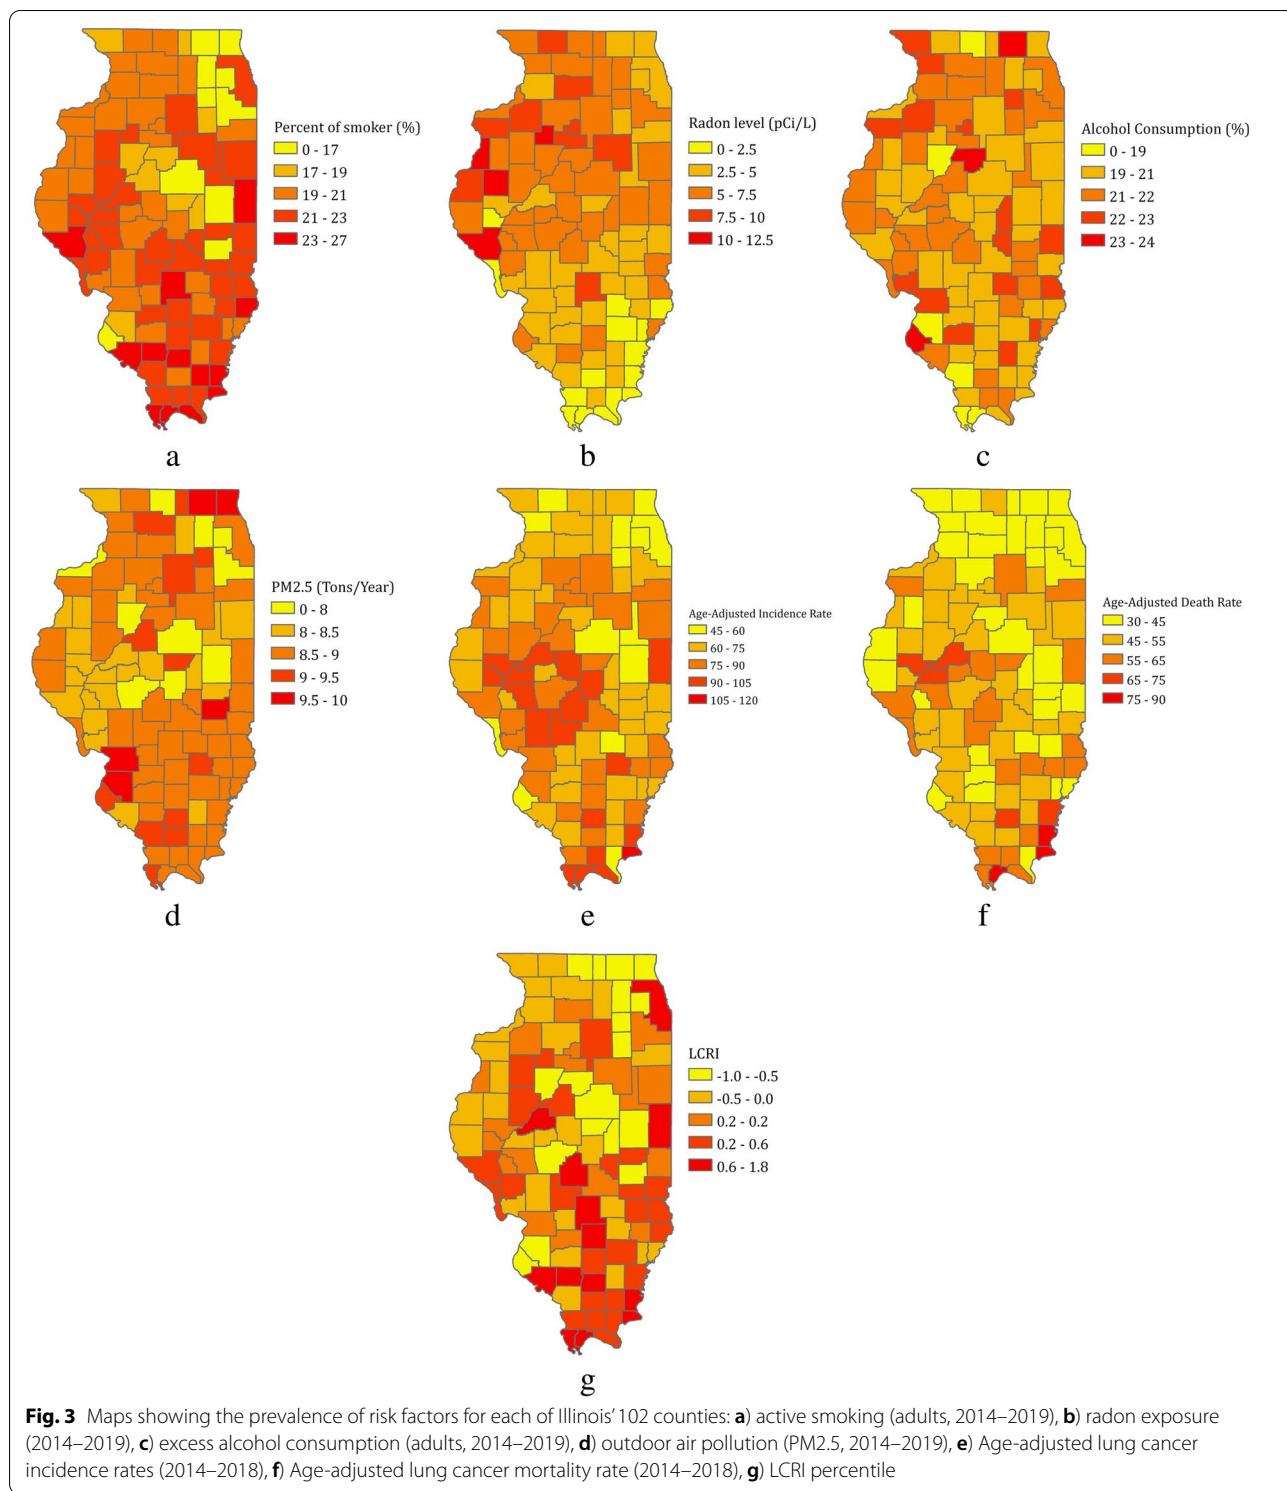 Percent of smoker (%)
0 - 17
17 - 19
19 - 21
21 - 23
23 - 27
a
Radon level (pCi/L)
0 - 2.5
2.5 - 5
5 - 7.5
7.5 - 10
10 - 12.5
b
Alcohol Consumption (%)
0 - 19
19 - 21
21 - 22
22 - 23
23 - 24
c
PM2.5 (Tons/Year)
0 - 8
8 - 8.5
8.5 - 9
9 - 9.5
9.5 - 10
d
Age-Adjusted Incidence Rate
45 - 60
60 - 75
75 - 90
90 - 105
105 - 120
e
Age-Adjusted Death Rate
30 - 45
45 - 55
55 - 65
65 - 75
75 - 90
f
LCRI
-1.0 - -0.5
-0.5 - 0.0
0.2 - 0.2
0.2 - 0.6
0.6 - 1.8
g
Fig. 3 Maps showing the prevalence of risk factors for each of Illinois’ 102 counties: a) active smoking (adults, 2014–2019), b) radon exposure
(2014–2019), c) excess alcohol consumption (adults, 2014–2019), d) outdoor air pollution (PM2.5, 2014–2019), e) Age-adjusted lung cancer
incidence rates (2014–2018), f) Age-adjusted lung cancer mortality rate (2014–2018), g) LCRI percentile